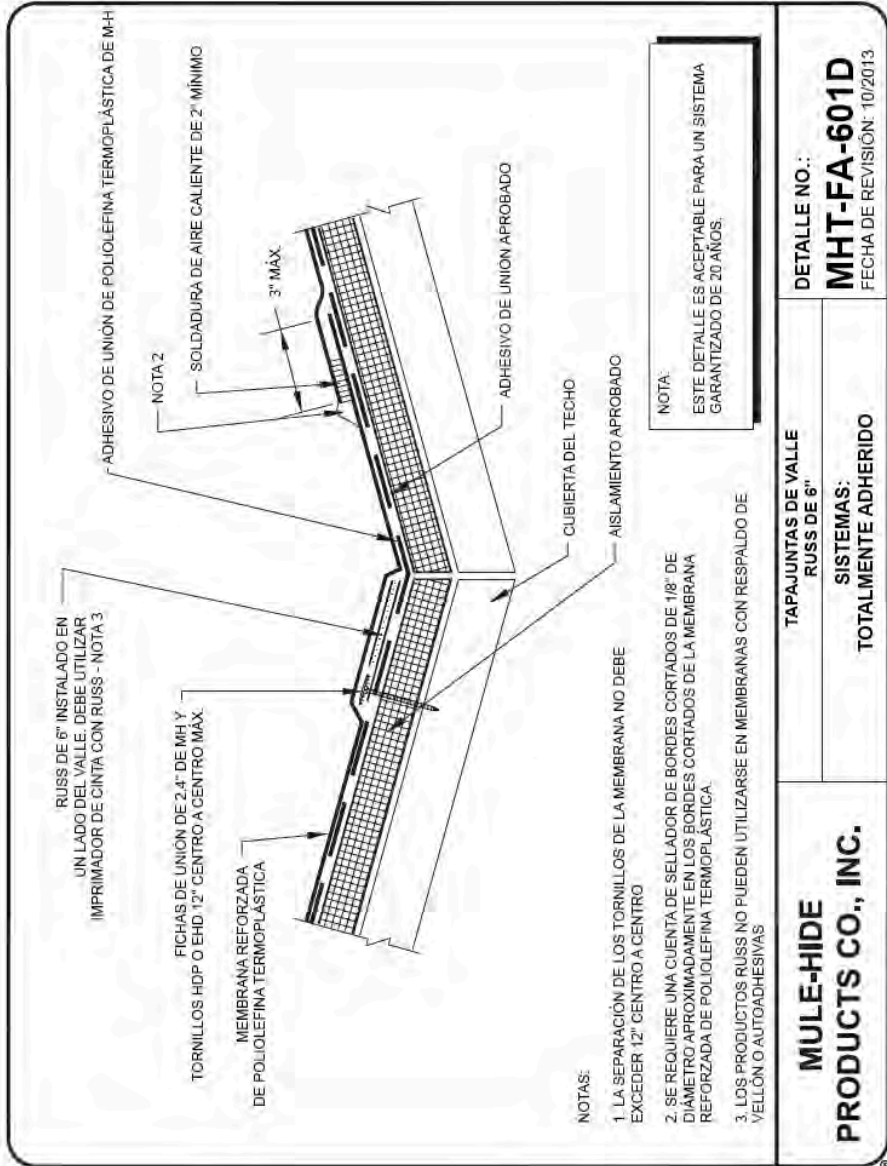 RUSS DE 6" INSTALADO EN
UN LADO DEL VALLE. DEBE UTILIZAR
IMPRIMADOR DE CINTA CON RUSS - NOTA 3
FICHAS DE UNIÓN DE 2,4" DE MH Y
TORNILLOS HDP O EHD 12" CENTRO A CENTRO MÁX.
MEMBRANA REFORZADA
DE POLIOLEFINA TERMOPLÁSTICA
ADHESIVO DE UNIÓN DE POLIOLEFINA TERMOPLÁSTICA DE M-H
NOTA 2
SOLDADURA DE AIRE CALIENTE DE 2" MÍNIMO
3" MÁX.
ADHESIVO DE UNIÓN APROBADO
CUBIERTA DEL TECHO
AISLAMIENTO APROBADO
NOTAS:
1. LA SEPARACIÓN DE LOS TORNILLOS DE LA MEMBRANA NO DEBE
EXCEDER 12" CENTRO A CENTRO
2. SE REQUIERE UNA CUENTA DE SELLADOR DE BORDES CORTADOS DE 1/8" DE
DIÁMETRO APROXIMADAMENTE EN LOS BORDES CORTADOS DE LA MEMBRANA
REFORZADA DE POLIOLEFINA TERMOPLÁSTICA.
3. LOS PRODUCTOS RUSS NO PUEDEN UTILIZARSE EN MEMBRANAS CON RESPALDO DE
VELLÓN O AUTOADHESIVAS
NOTA:
ESTE DETALLE ES ACEPTABLE PARA UN SISTEMA
GARANTIZADO DE 20 AÑOS.
MULE-HIDE
PRODUCTS CO., INC.
TAPAJUNTAS DE VALLE
RUSS DE 6"
SISTEMAS:
TOTALMENTE ADHERIDO
DETALLE NO.:
MHT-FA-601D
FECHA DE REVISIÓN: 10/2013